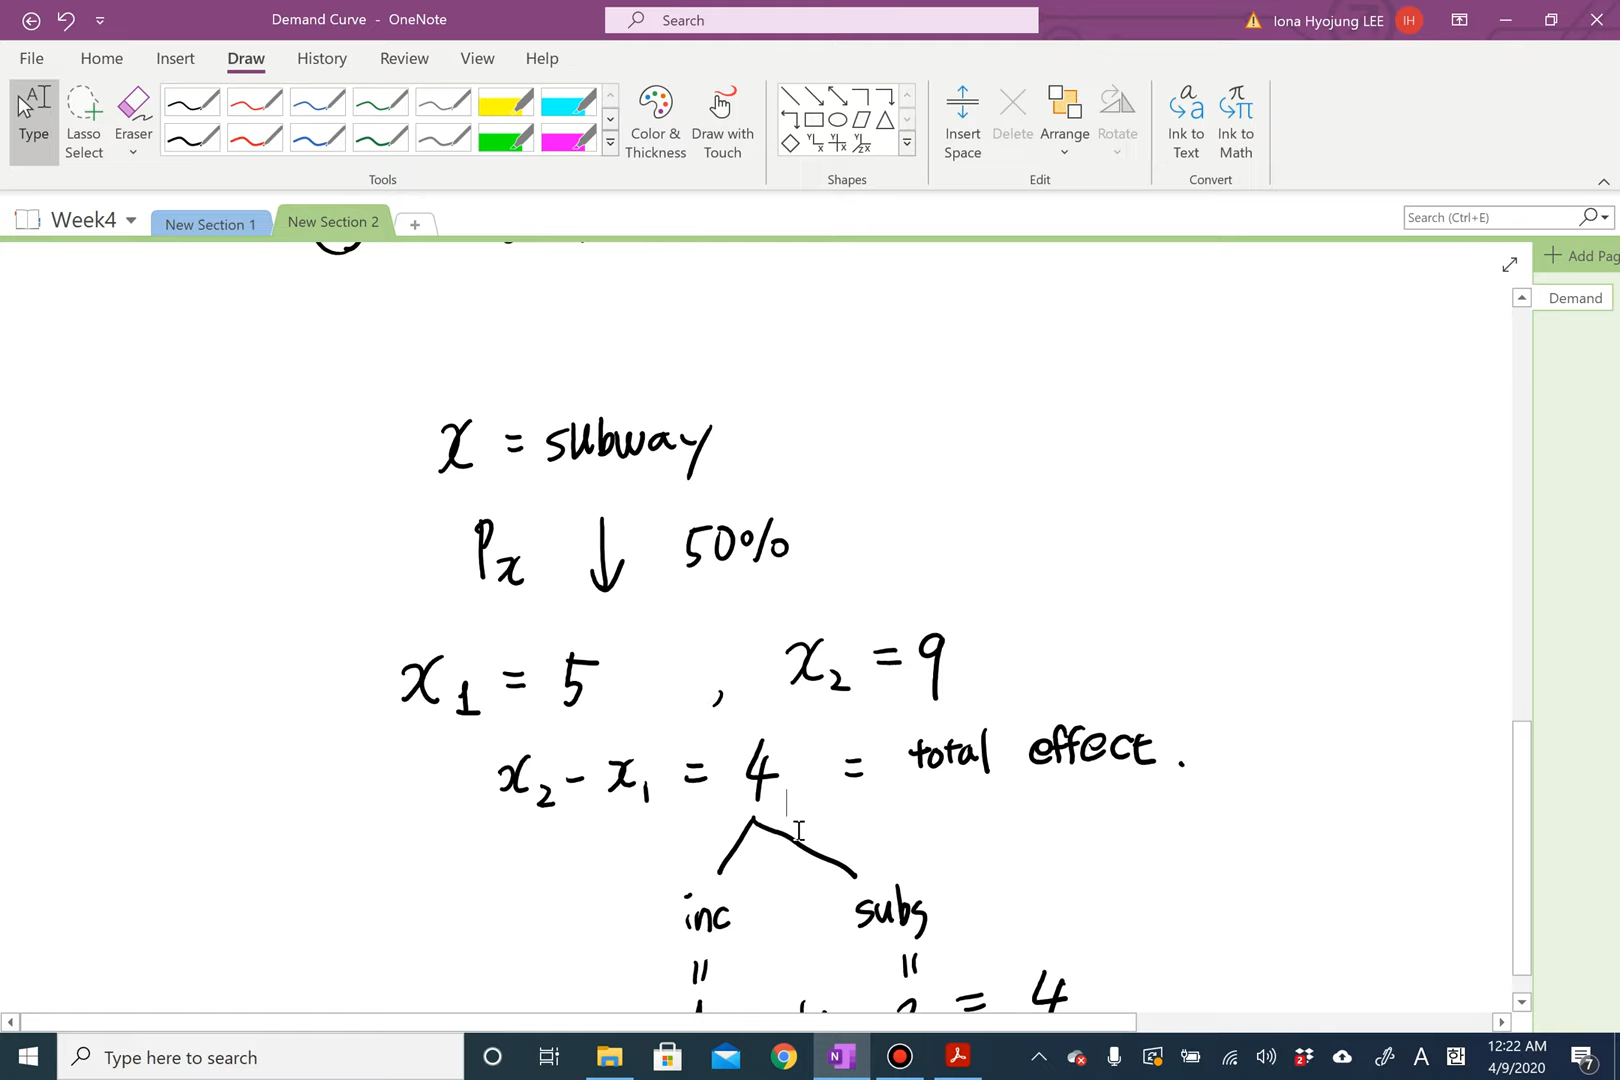 Demand Curve - OneNote
Search
Iona Hyojung LEE
IH
File Home Insert Draw History Review View Help
Type
Lasso Select
Eraser
Color & Thickness
Draw with Touch
Insert Space
Delete
Arrange
Rotate
Ink to Text
Ink to Math
Tools
Shapes
Edit
Convert
Week4
New Section 1
New Section 2
Search (Ctrl+E)
Add Pag
Demand
x = subway
Px ↓ 50%
x1 = 5 , x2 = 9
x2 - x1 = 4 = total effect.
inc subs
= 4
Type here to search
A
12:22 AM
4/9/2020
7